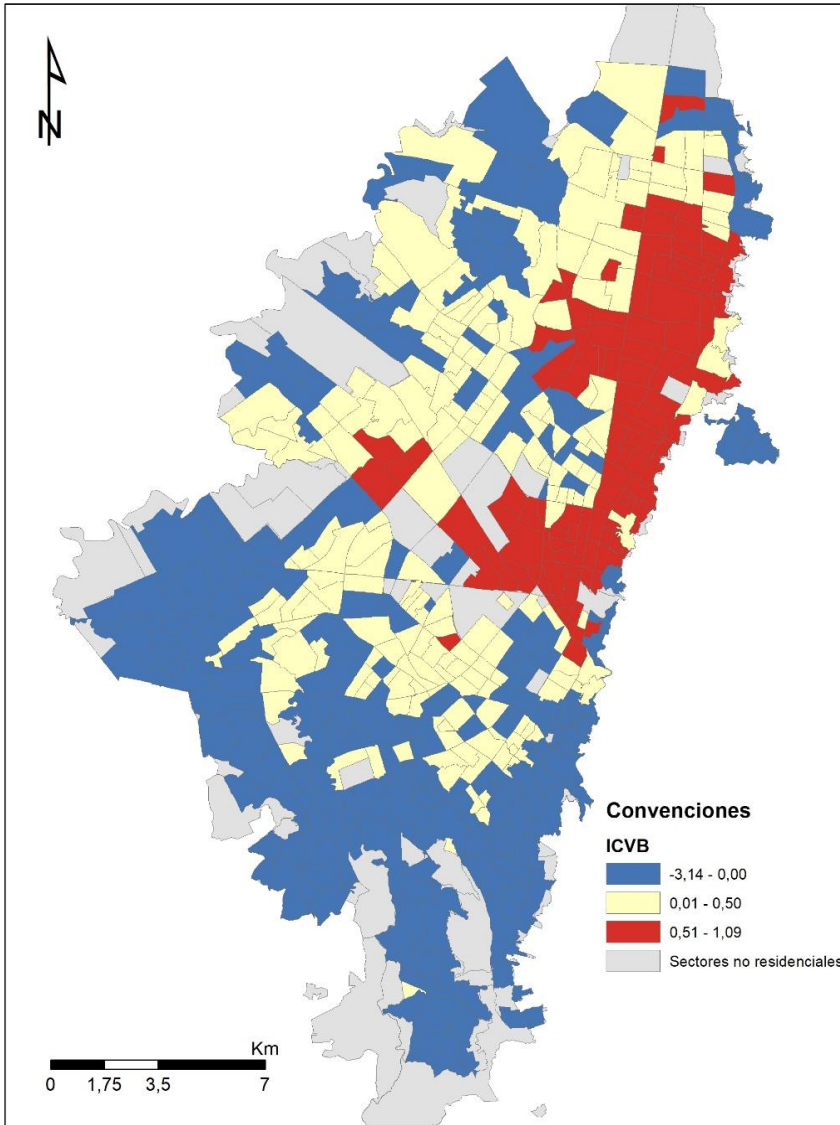 N
Convenciones
ICVB
-3,14 - 0,00
0,01 - 0,50
0,51 - 1,09
Sectores no residenciales
Km
0 1,75 3,5 7